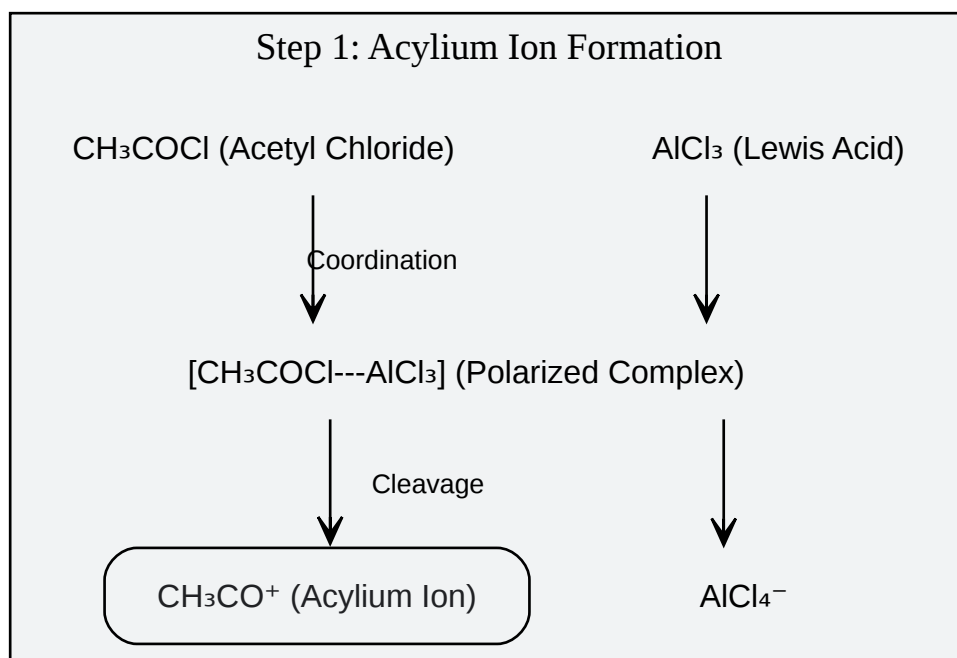 Step 1: Acylium Ion Formation
CH₃COCl (Acetyl Chloride)
AlCl₃ (Lewis Acid)
Coordination
[CH₃COCl---AlCl₃] (Polarized Complex)
Cleavage
CH₃CO⁺ (Acylium Ion)
AlCl₄⁻